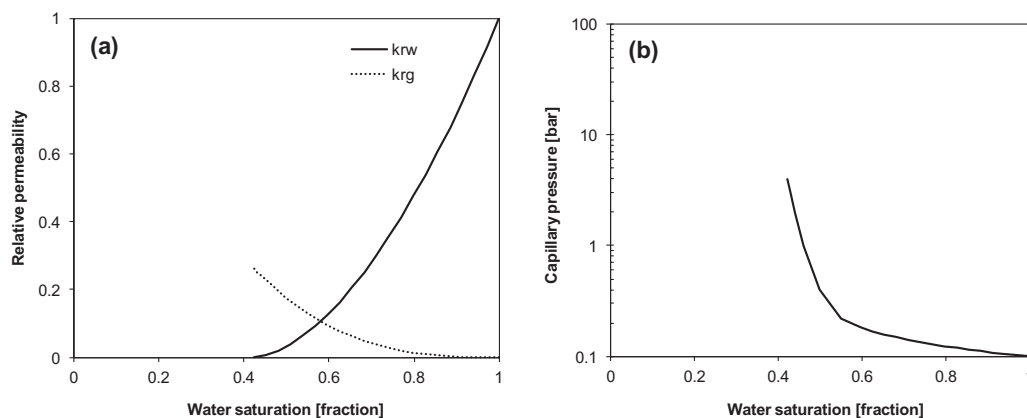 (a)
krw
krg
Relative permeability
1
0.8
0.6
0.4
0.2
0
0
0.2
0.4
0.6
0.8
1
Water saturation [fraction]
(b)
Capillary pressure [bar]
100
10
1
0.1
0
0.2
0.4
0.6
0.8
1
Water saturation [fraction]